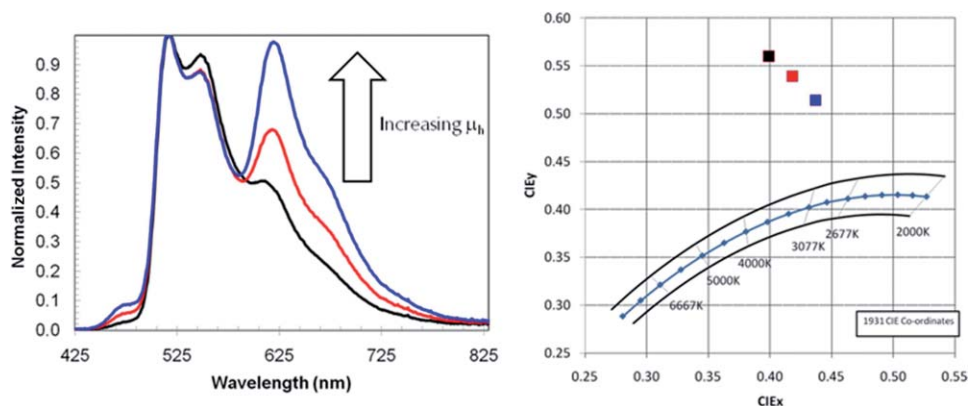 0.9
0.8
0.7
0.6
0.5
0.4
0.3
0.2
0.1
0.0
Normalized Intensity
Increasing μh
425 525 625 725 825
Wavelength (nm)
0.60
0.55
0.50
0.45
0.40
0.35
0.30
0.25
CIEy
6667K
5000K
4000K
3077K
2677K
2000K
1931 CIE Co-ordinates
0.25 0.30 0.35 0.40 0.45 0.50 0.55
CIEx